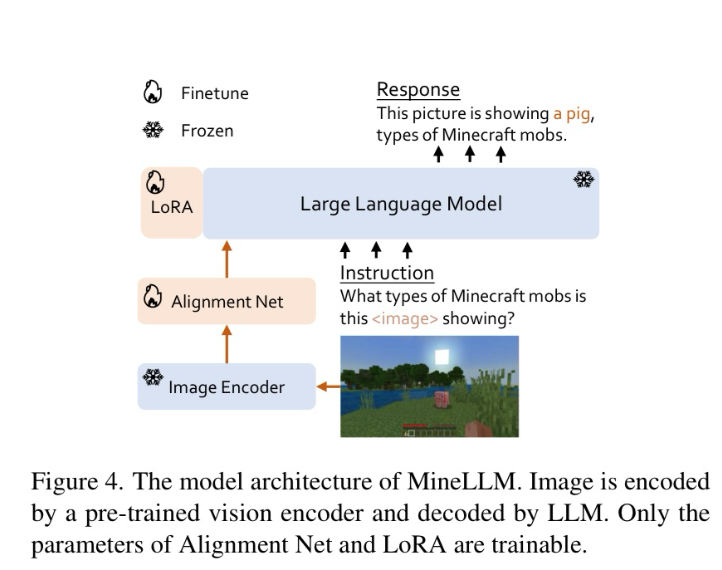 Finetune
Frozen
Response
This picture is showing a pig,
types of Minecraft mobs.
LoRA
Large Language Model
Alignment Net
Instruction
What types of Minecraft mobs is
this <image> showing?
Image Encoder
Figure 4. The model architecture of MineLLM. Image is encoded
by a pre-trained vision encoder and decoded by LLM. Only the
parameters of Alignment Net and LoRA are trainable.